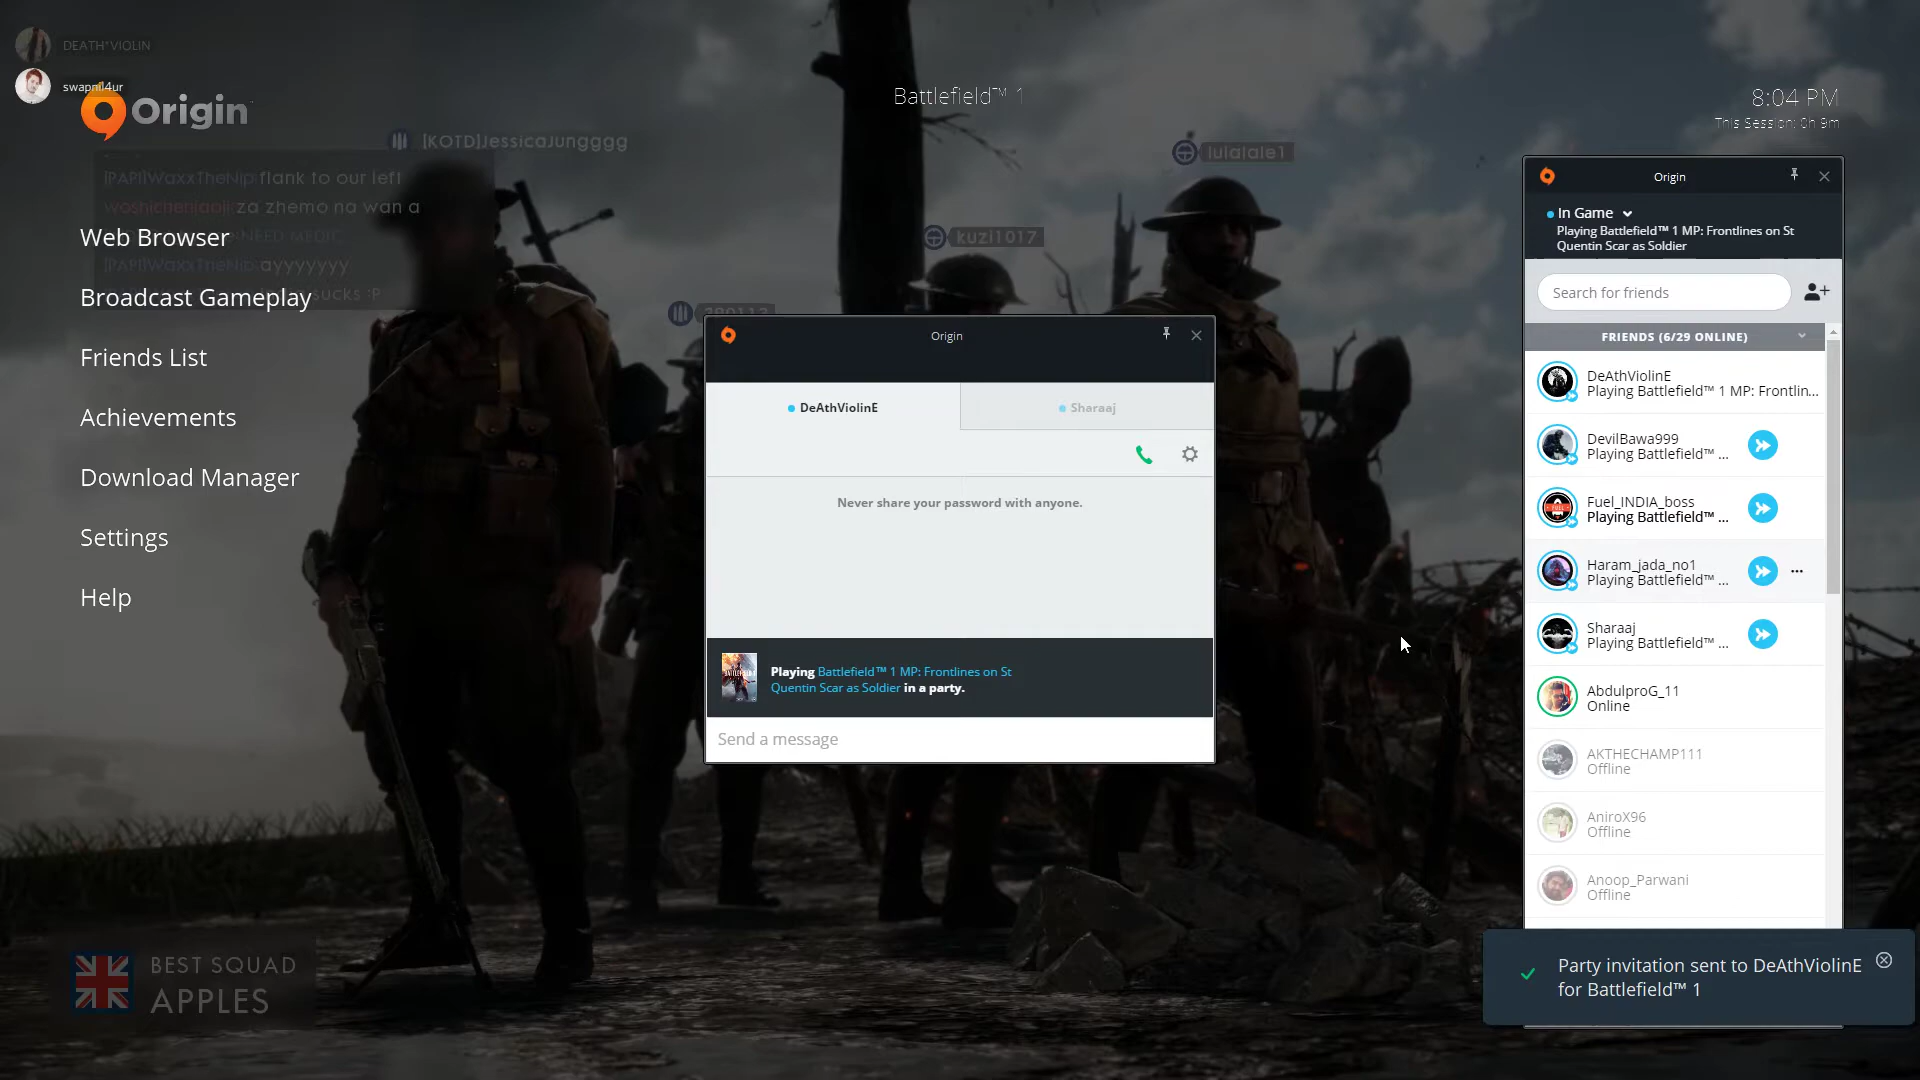 DEATH*VIOLIN
swapnil4ur
Origin
Battlefield™ 1
8:04 PM
This Session: 0h 9m
[KOTD]JessicaJungggg
lulalale1
kuzi1017
[PAPI]WaxxTheNip: flank to our left
za zhemo na wan a
NEED MEDIC
[PAPI]WaxxTheNip: ayyyyyyy
sucks :P
Web Browser
Broadcast Gameplay
Friends List
Achievements
Download Manager
Settings
Help
BEST SQUAD
APPLES
Origin
DeAthViolinE
Sharaaj
Never share your password with anyone.
Playing Battlefield™ 1 MP: Frontlines on St
Quentin Scar as Soldier in a party.
Send a message
Origin
In Game
Playing Battlefield™ 1 MP: Frontlines on St
Quentin Scar as Soldier
Search for friends
FRIENDS (6/29 ONLINE)
DeAthViolinE
Playing Battlefield™ 1 MP: Frontlin...
DevilBawa999
Playing Battlefield™ ...
Fuel_INDIA_boss
Playing Battlefield™ ...
Haram_jada_no1
Playing Battlefield™ ...
Sharaaj
Playing Battlefield™ ...
AbdulproG_11
Online
AKTHECHAMP111
Offline
AniroX96
Offline
Anoop_Parwani
Offline
Party invitation sent to DeAthViolinE
for Battlefield™ 1